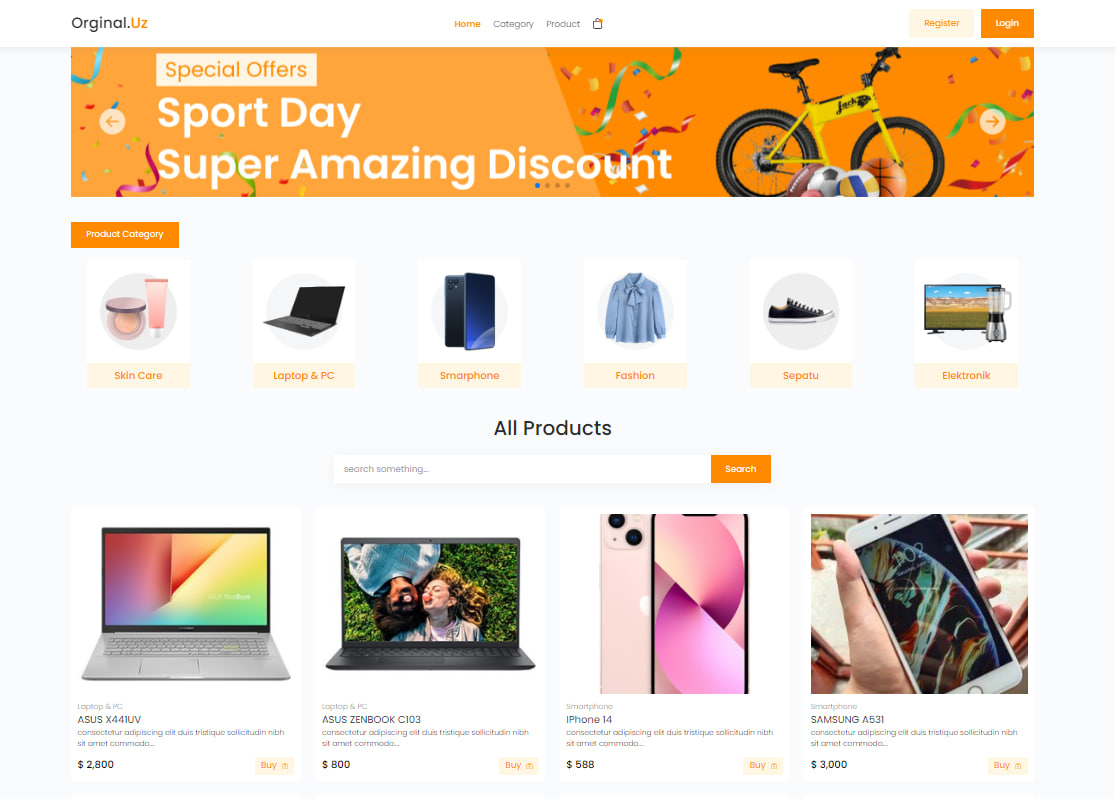 Orginal.Uz
Home Category Product
Register Login
Special Offers
Sport Day
Super Amazing Discount
Jack
Product Category
Skin Care Laptop & PC Smarphone Fashion Sepatu Elektronik
All Products
search something... Search
ASUS VivoBook
Laptop & PC
ASUS X441UV
consectetur adipiscing elit duis tristique sollicitudin nibh
sit amet commodo...
$ 2,800 Buy
Laptop & PC
ASUS ZENBOOK C103
consectetur adipiscing elit duis tristique sollicitudin nibh
sit amet commodo...
$ 800 Buy
Smartphone
IPhone 14
consectetur adipiscing elit duis tristique sollicitudin nibh
sit amet commodo...
$ 588 Buy
Smartphone
SAMSUNG A531
consectetur adipiscing elit duis tristique sollicitudin nibh
sit amet commodo...
$ 3,000 Buy